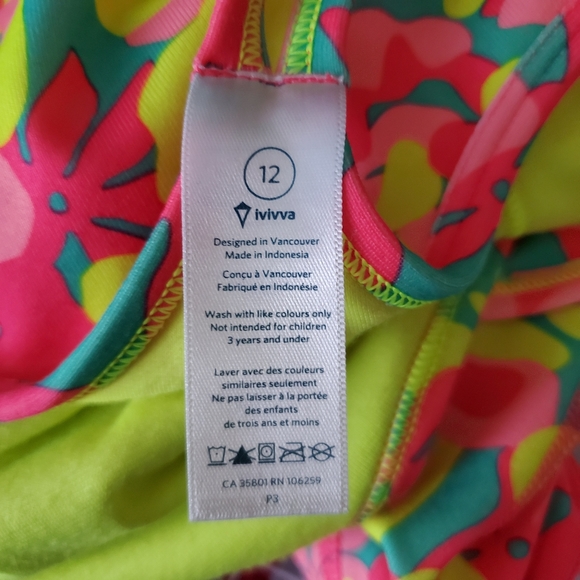 12
ivivva
Designed in Vancouver
Made in Indonesia
Conçu à Vancouver
Fabriqué en Indonésie
Wash with like colours only
Not intended for children
3 years and under
Laver avec des couleurs
similaires seulement
Ne pas laisser à la portée
des enfants
de trois ans et moins
CA 35801 RN 106259
P3